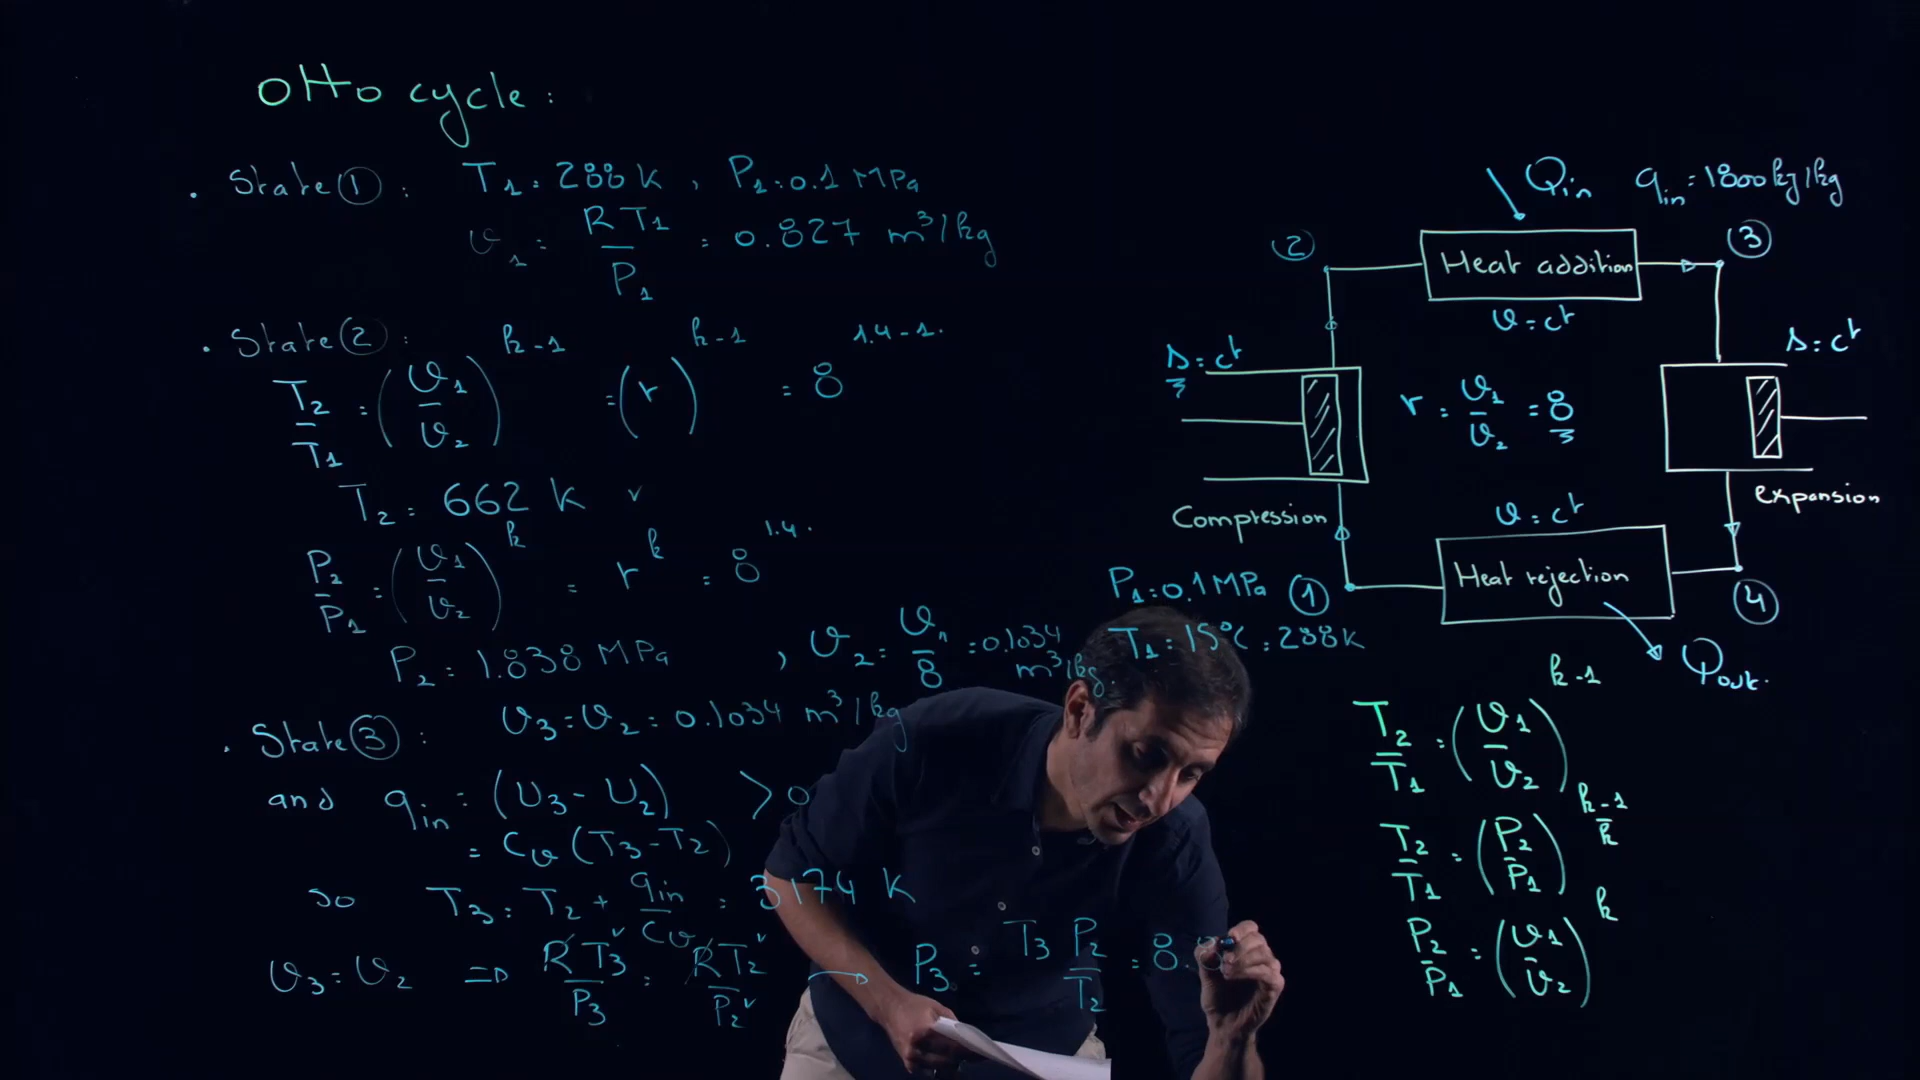 Otto cycle :
. State ① : T₁ = 288 K , P₁ = 0.1 MPa
v₁ = RT₁/P₁ = 0.827 m³/kg
. State ② :
T₂/T₁ = (v₁/v₂)^(k-1) = (r)^(k-1) = 8^(1.4-1.)
T₂ = 662 K ✓
P₂/P₁ = (v₁/v₂)^k = r^k = 8^(1.4.)
P₂ = 1.838 MPa , v₂ = v₁/8 = 0.1034 m³/kg.
. State ③ : v₃ = v₂ = 0.1034 m³/kg
and q_in = (U₃ - U₂) > 0
= Cv (T₃ - T₂)
so T₃ = T₂ + q_in/Cv = 3174 K
v₃ = v₂ ⇒ RT₃/P₃ = RT₂/P₂ → P₃ = T₃ P₂/T₂ = 8.8
Q_in q_in = 1800 kJ/kg
② Heat addition ③
v = cᵗ
s = cᵗ s = cᵗ
r = v₁/v₂ = 8
Compression expansion
v = cᵗ
P₁ = 0.1 MPa ① Heat rejection ④
T₁ = 15°C = 288 K
Q_out.
T₂/T₁ = (v₁/v₂)^(k-1)
T₂/T₁ = (P₂/P₁)^((k-1)/k)
P₂/P₁ = (v₁/v₂)^k